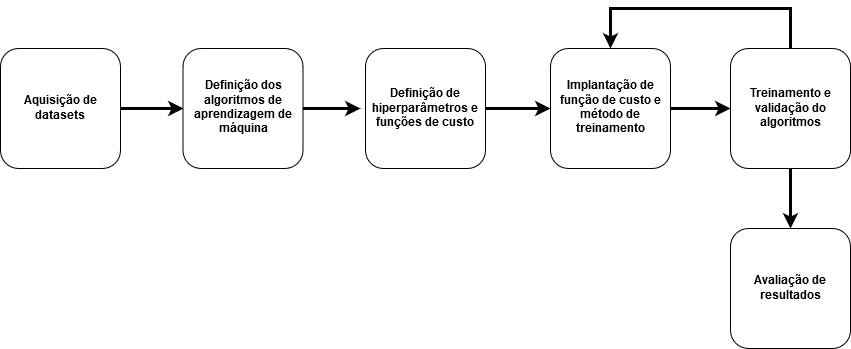 Aquisição de
datasets
Definição dos
algoritmos de
aprendizagem de
máquina
Definição de
hiperparâmetros e
funções de custo
Implantação de
função de custo e
método de
treinamento
Treinamento e
validação do
algoritmos
Avaliação de
resultados